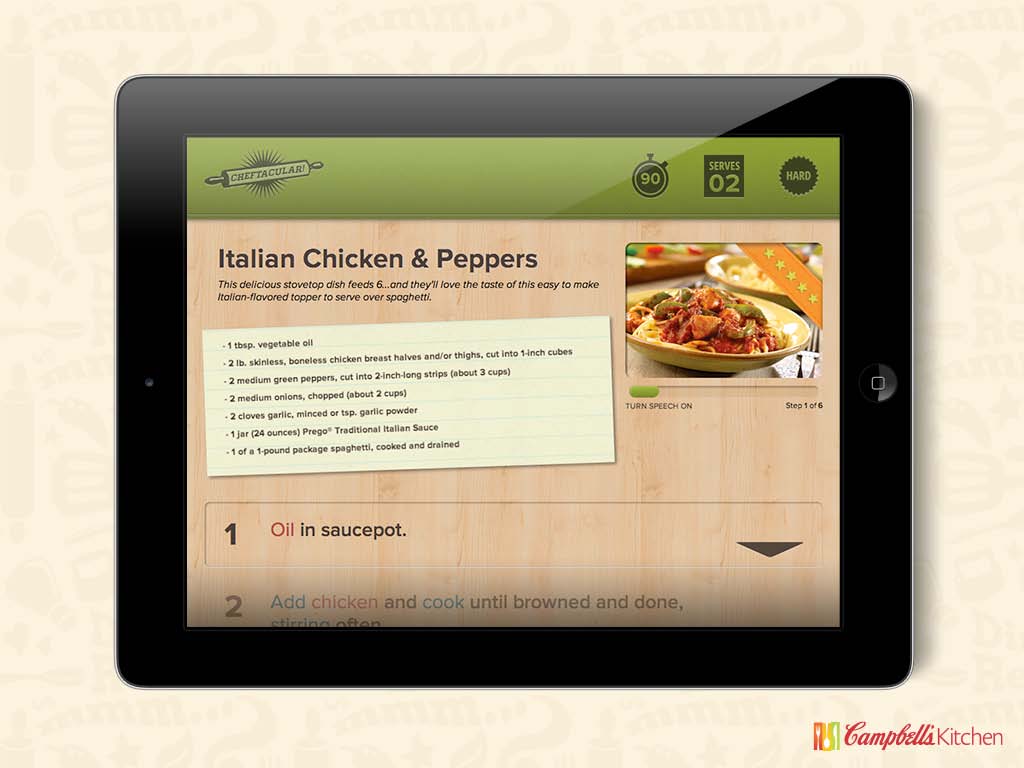 CHEFTACULAR!
90
SERVES
02
HARD
Italian Chicken & Peppers
This delicious stovetop dish feeds 6...and they'll love the taste of this easy to make
Italian-flavored topper to serve over spaghetti.
- 1 tbsp. vegetable oil
- 2 lb. skinless, boneless chicken breast halves and/or thighs, cut into 1-inch cubes
- 2 medium green peppers, cut into 2-inch-long strips (about 3 cups)
- 2 medium onions, chopped (about 2 cups)
- 2 cloves garlic, minced or tsp. garlic powder
- 1 jar (24 ounces) Prego® Traditional Italian Sauce
- 1 of a 1-pound package spaghetti, cooked and drained
TURN SPEECH ON
Step 1 of 6
1 Oil in saucepot.
2 Add chicken and cook until browned and done,
stirring often
Campbell's Kitchen